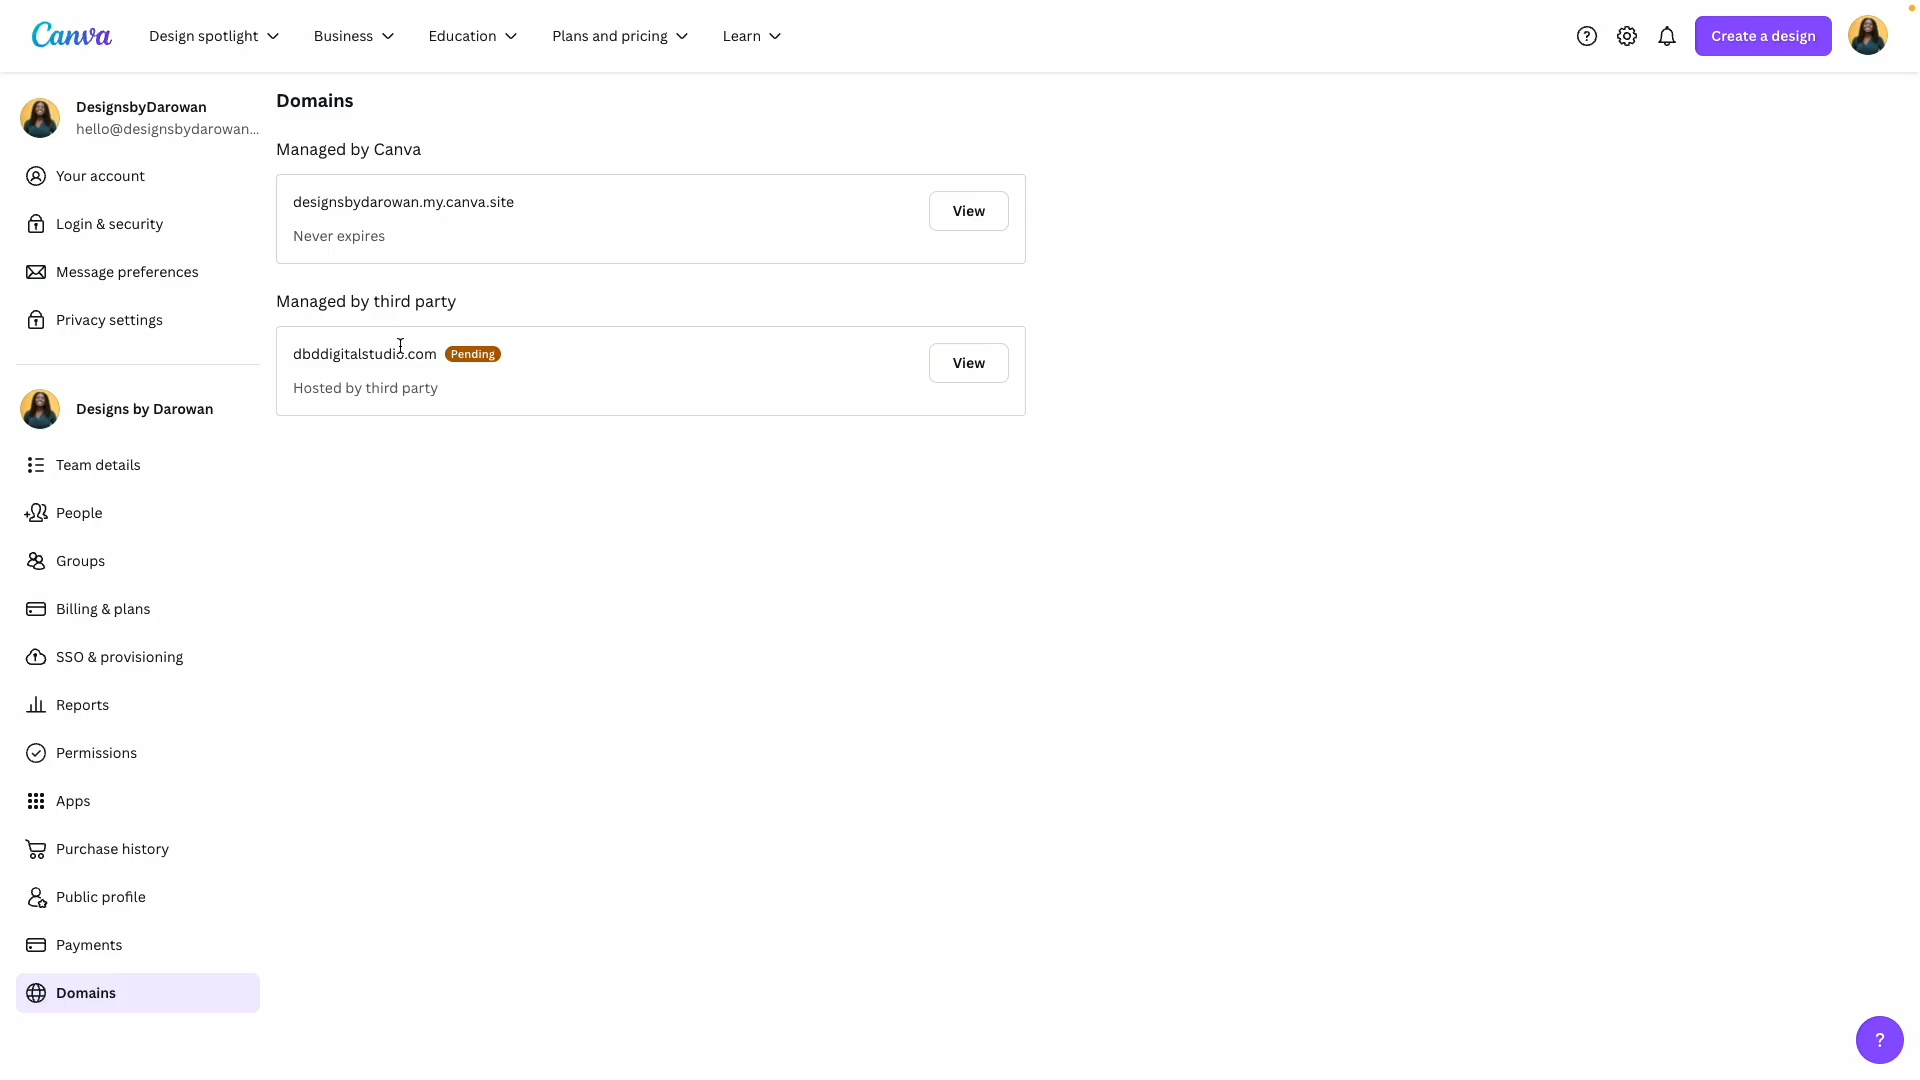 Canva
Design spotlight
Business
Education
Plans and pricing
Learn
Create a design
DesignsbyDarowan
hello@designsbydarowan...
Your account
Login & security
Message preferences
Privacy settings
Designs by Darowan
Team details
People
Groups
Billing & plans
SSO & provisioning
Reports
Permissions
Apps
Purchase history
Public profile
Payments
Domains
Domains
Managed by Canva
designsbydarowan.my.canva.site
Never expires
View
Managed by third party
dbddigitalstudio.com Pending
Hosted by third party
View
?